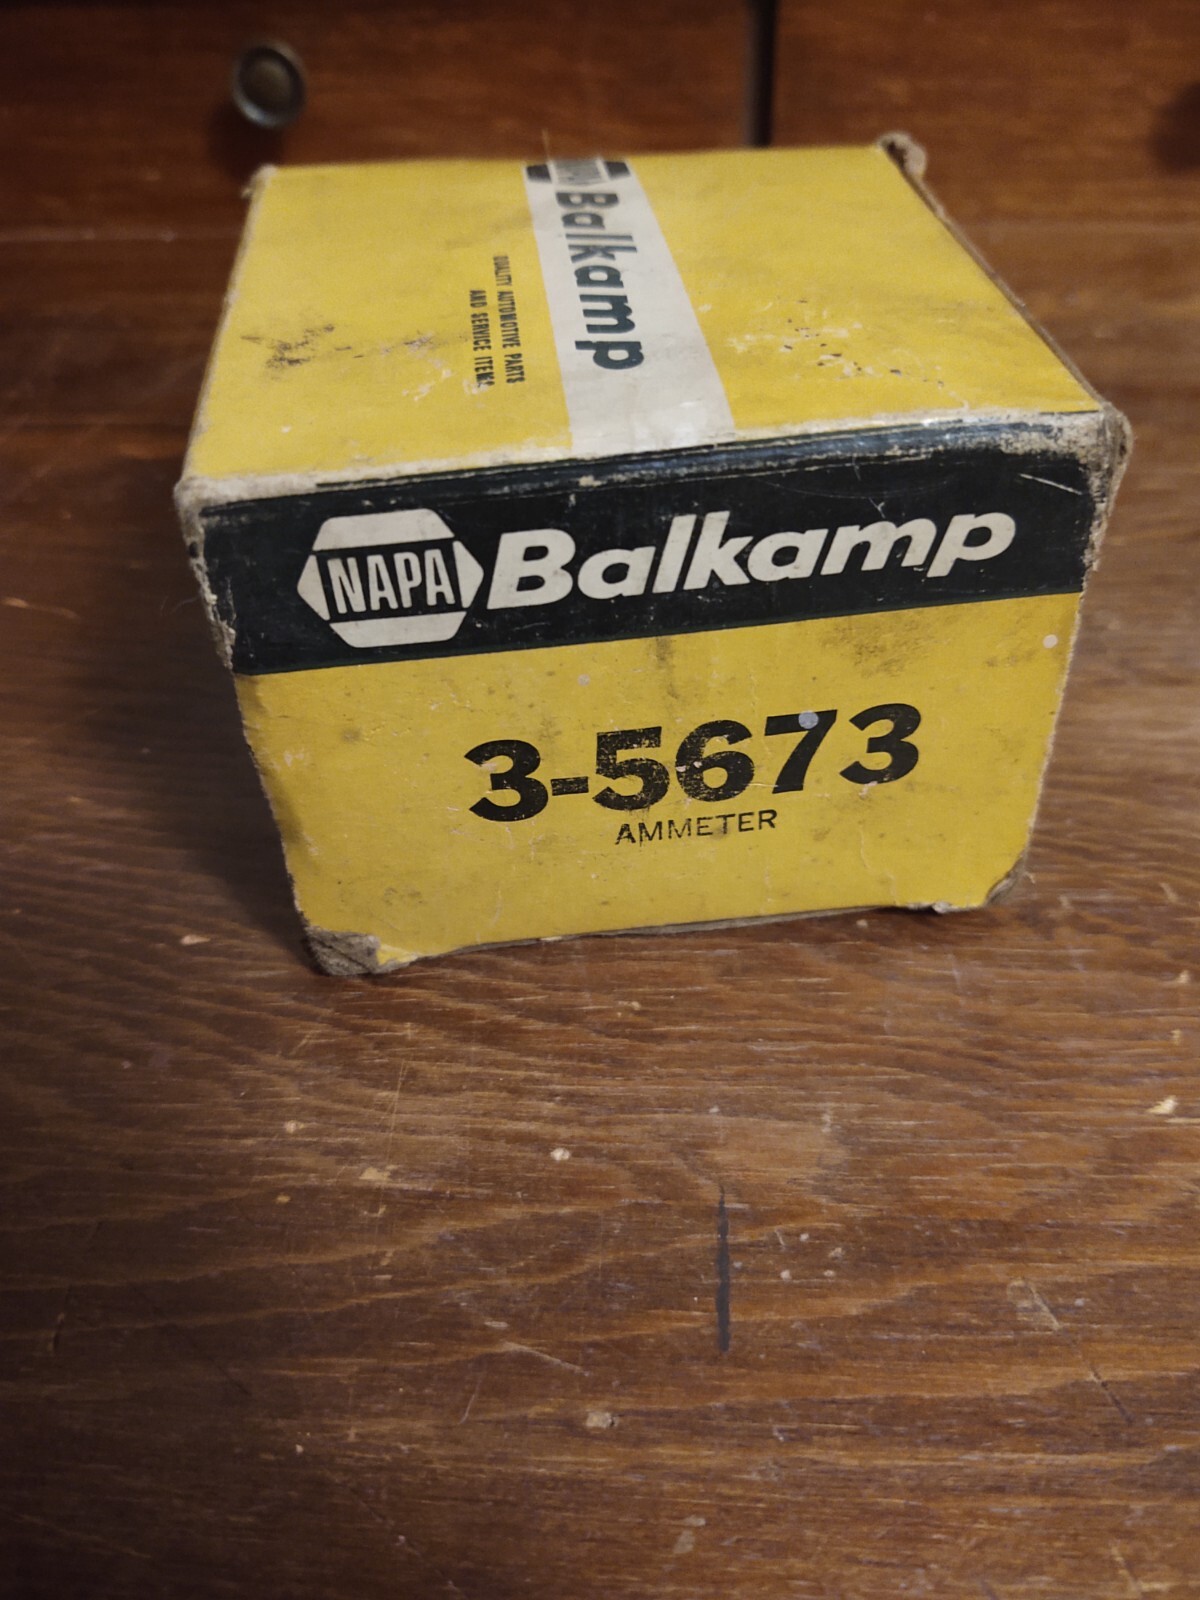 Balkamp
QUALITY AUTOMOTIVE PARTS
AND SERVICE ITEMS
NAPA Balkamp
3-5673
AMMETER